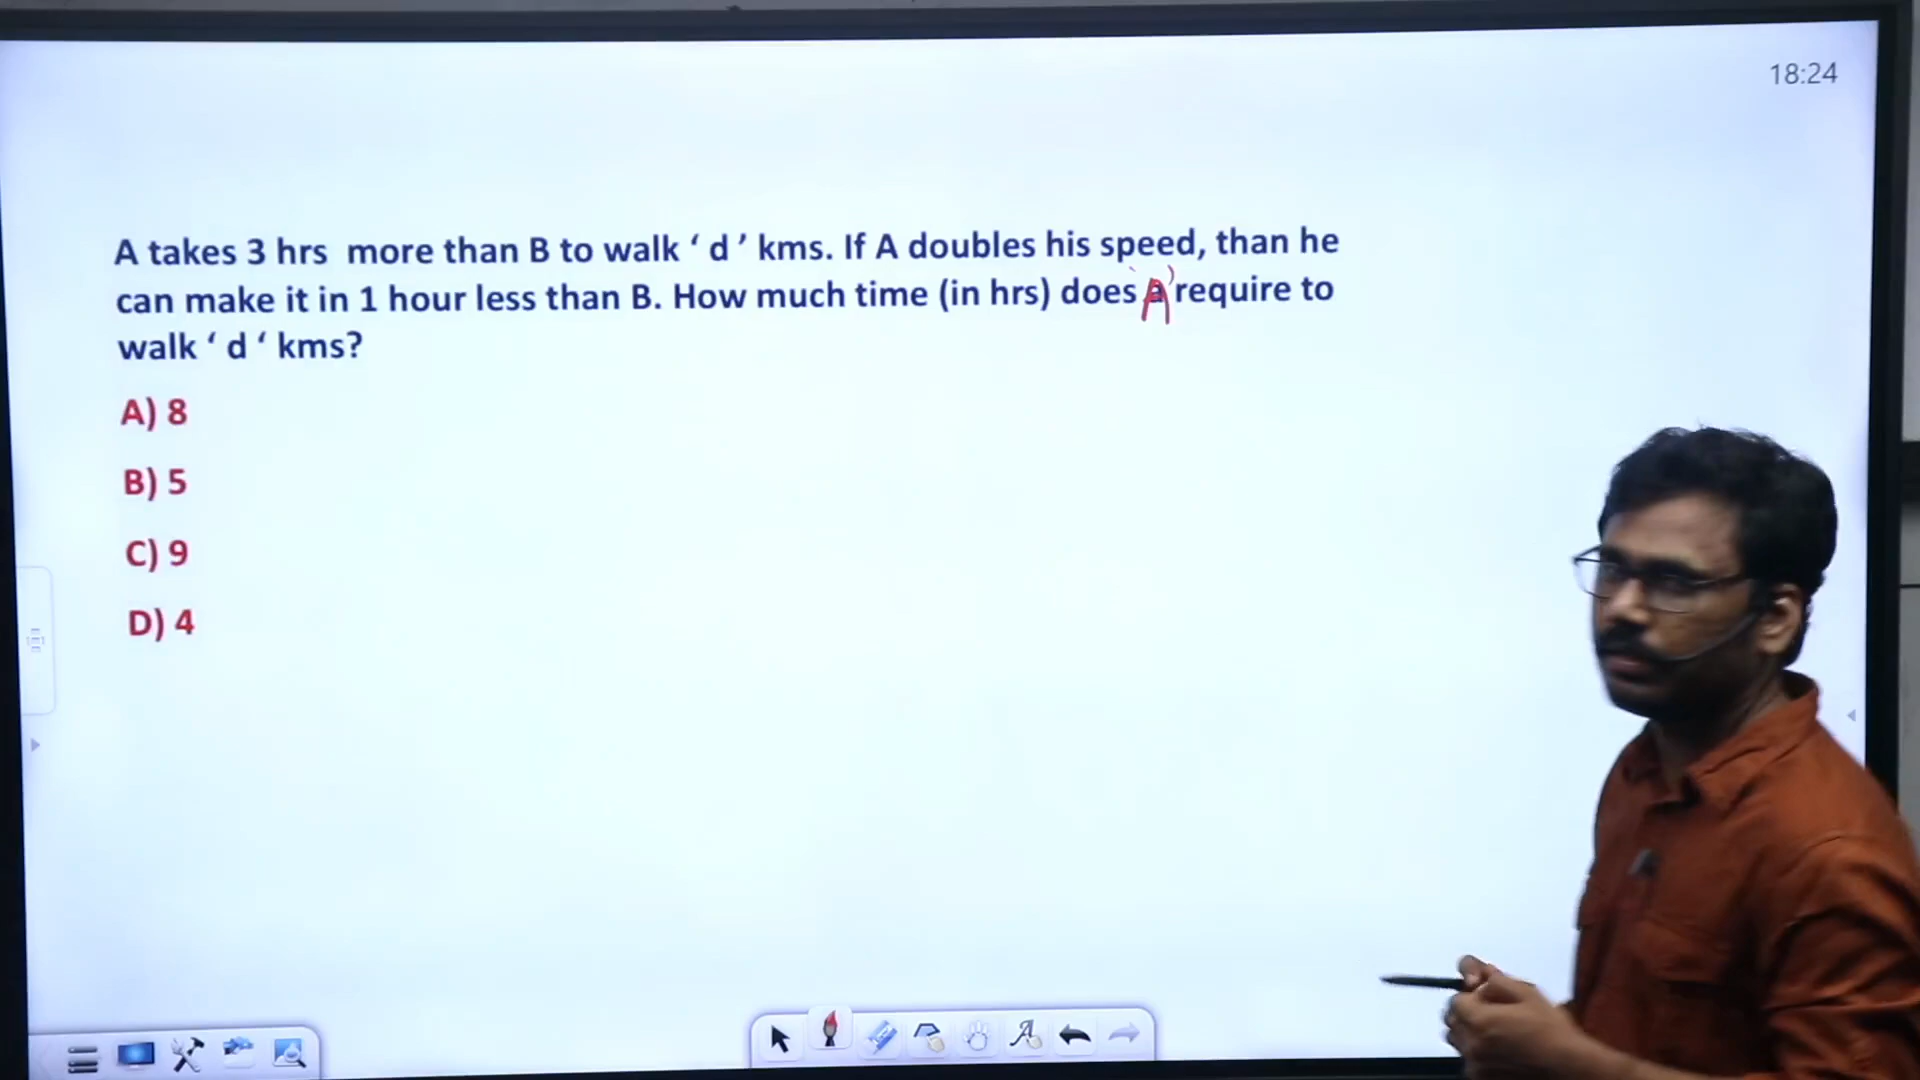 18:24
A takes 3 hrs more than B to walk ‘ d ’ kms. If A doubles his speed, than he
can make it in 1 hour less than B. How much time (in hrs) does ‘A’ require to
walk ‘ d ‘ kms?
A) 8
B) 5
C) 9
D) 4